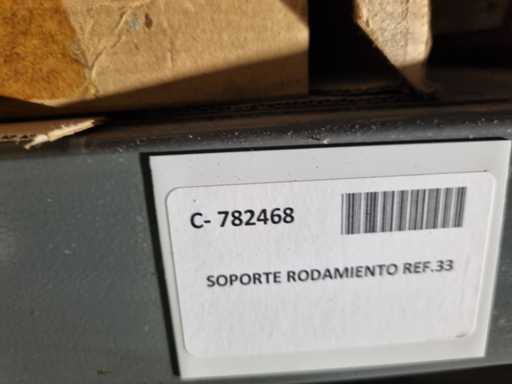 C- 782468
SOPORTE RODAMIENTO REF.33